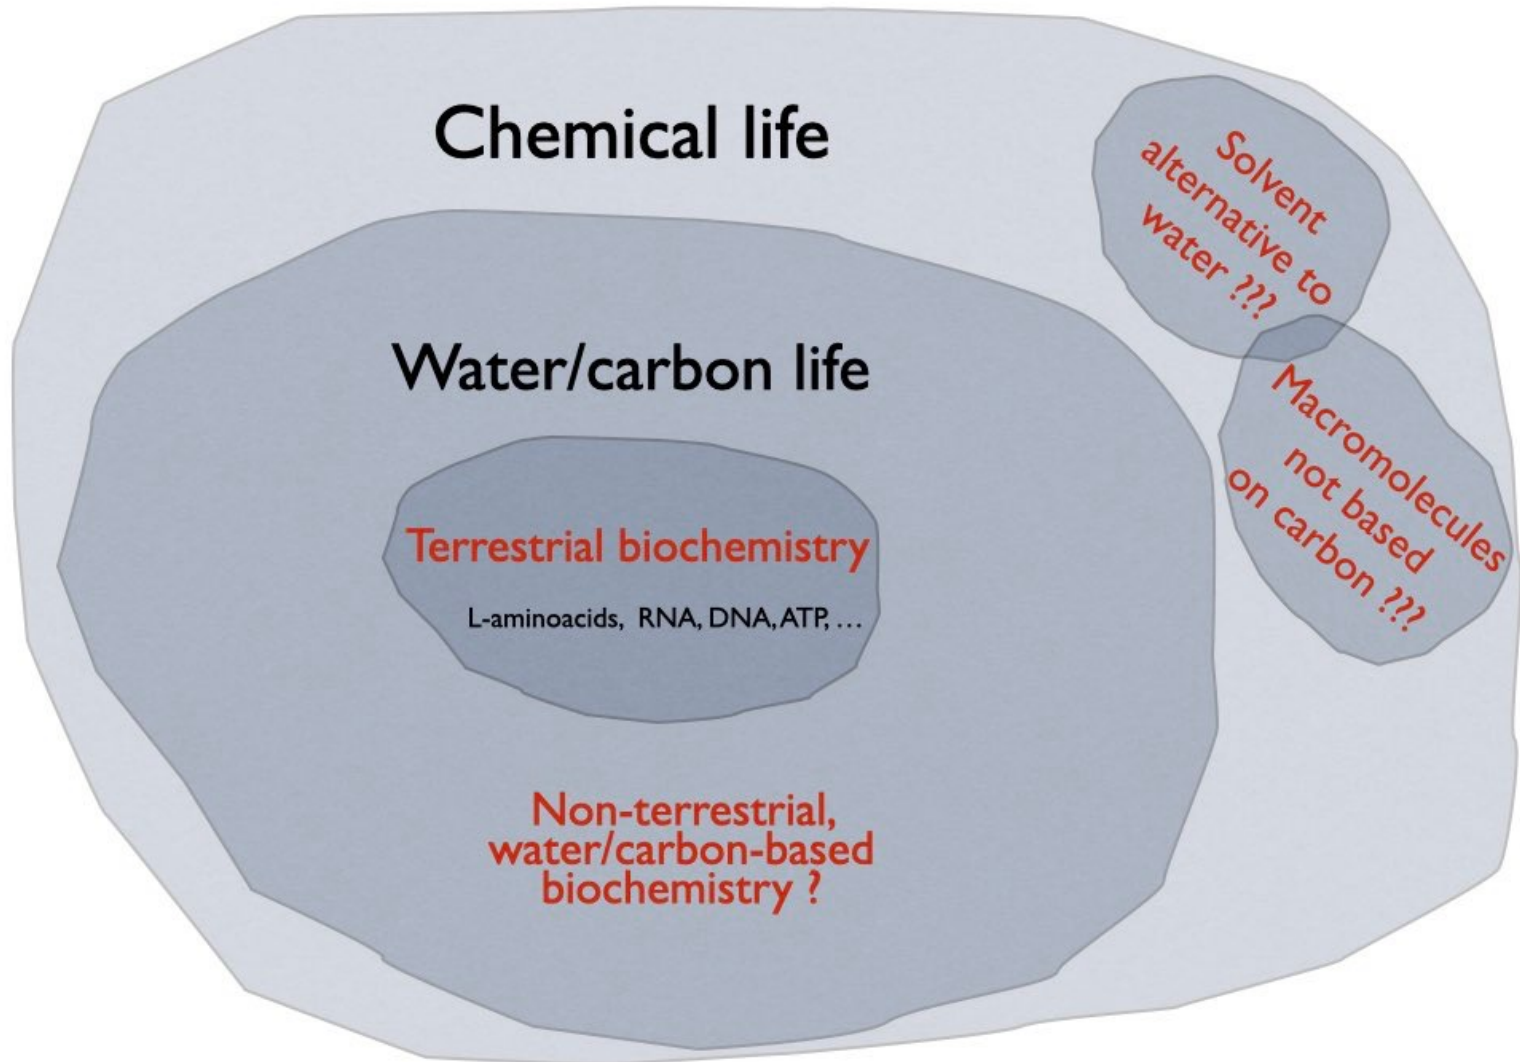 Chemical life
Solvent
alternative to
water ???
Water/carbon life
Macromolecules
not based
on carbon ???
Terrestrial biochemistry
L-aminoacids, RNA, DNA, ATP, …
Non-terrestrial,
water/carbon-based
biochemistry ?